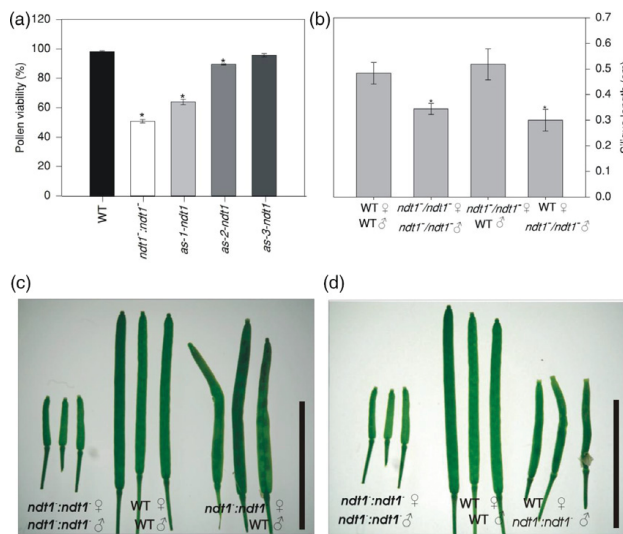 (a)
120
100
80
60
40
20
0
Pollen viability (%)
*
*
*
WT
ndt1⁻:ndt1⁻
as-1-ndt1
as-2-ndt1
as-3-ndt1
(b)
0.7
0.6
0.5
0.4
0.3
0.2
0.1
0.0
*
*
WT ♀ ndt1⁻/ndt1⁻♀ ndt1⁻/ndt1⁻♀ WT ♀
WT ♂ ndt1⁻/ndt1⁻♂ WT ♂ ndt1⁻/ndt1⁻♂
(c)
ndt1⁻:ndt1⁻ ♀ WT ♀ ndt1⁻:ndt1⁻ ♀
ndt1⁻:ndt1⁻ ♂ WT ♂ WT ♂
(d)
ndt1⁻:ndt1⁻ ♀ WT ♀ WT ♀
ndt1⁻:ndt1⁻ ♂ WT ♂ ndt1⁻:ndt1⁻ ♂